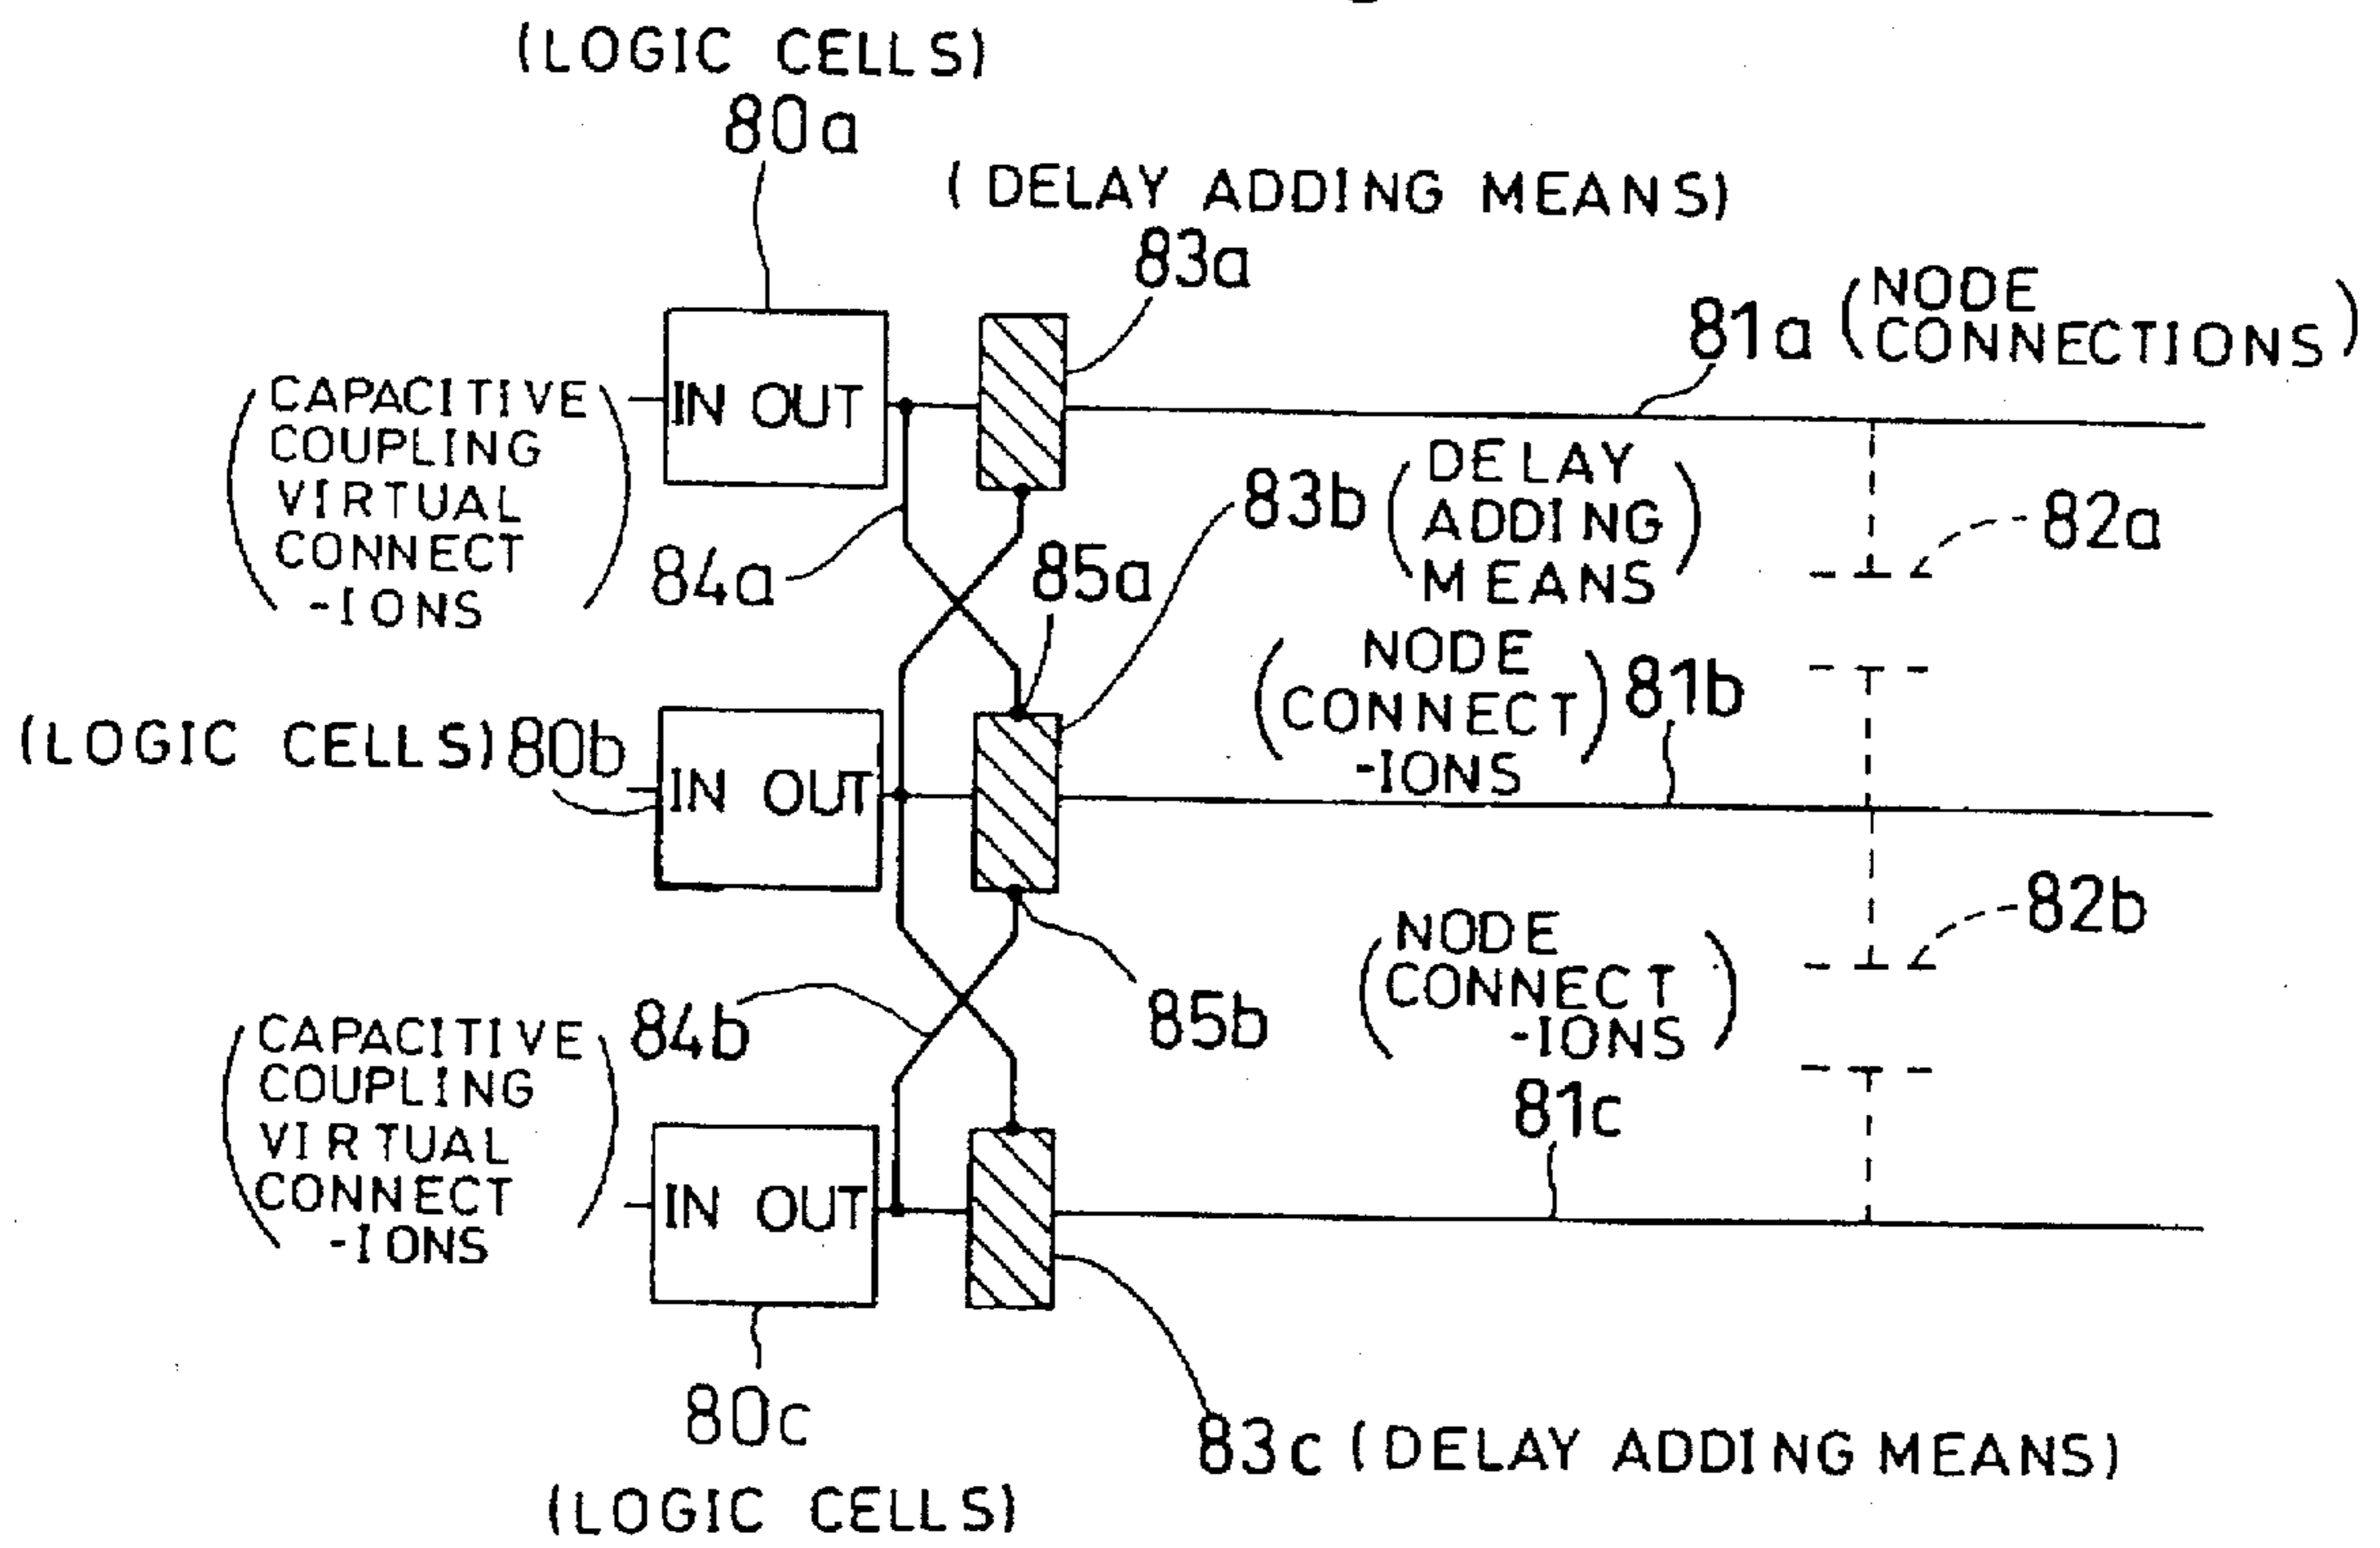 (LOGIC CELLS)
80a
(DELAY ADDING MEANS)
83a
81a (NODE
CONNECTIONS)
IN OUT
(CAPACITIVE
COUPLING
VIRTUAL
CONNECT
-IONS)
84a
83b (DELAY
ADDING
MEANS)
82a
85a
(NODE
CONNECT
-IONS)
81b
(LOGIC CELLS) 80b
IN OUT
82b
(NODE
CONNECT
-IONS)
81c
85b
(CAPACITIVE
COUPLING
VIRTUAL
CONNECT
-IONS)
84b
IN OUT
80c
(LOGIC CELLS)
83c (DELAY ADDING MEANS)